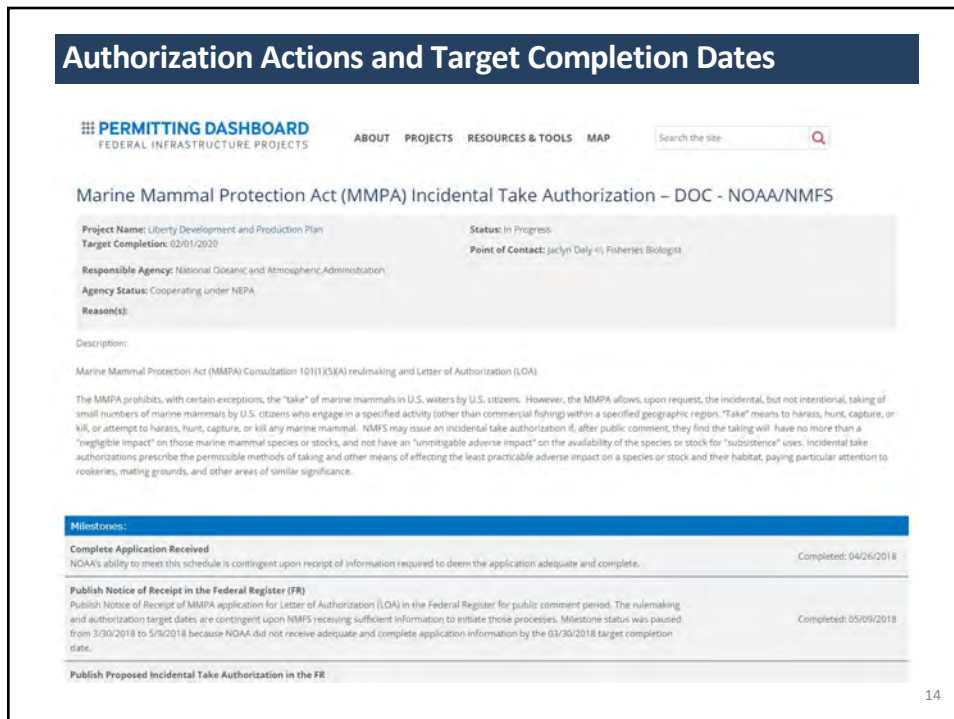 Authorization Actions and Target Completion Dates
PERMITTING DASHBOARD
FEDERAL INFRASTRUCTURE PROJECTS
ABOUT PROJECTS RESOURCES & TOOLS MAP
Search the site
Marine Mammal Protection Act (MMPA) Incidental Take Authorization – DOC - NOAA/NMFS
Project Name: Liberty Development and Production Plan
Target Completion: 02/01/2020
Status: In Progress
Point of Contact: Jaclyn Daly, Fisheries Biologist
Responsible Agency: National Oceanic and Atmospheric Administration
Agency Status: Cooperating under NEPA
Reason(s):
Description:
Marine Mammal Protection Act (MMPA) Consultation 101(1)(5)(A) reulmaking and Letter of Authorization (LOA)
The MMPA prohibits, with certain exceptions, the "take" of marine mammals in U.S. waters by U.S. citizens. However, the MMPA allows, upon request, the incidental, but not intentional, taking of
small numbers of marine mammals by U.S. citizens who engage in a specified activity (other than commercial fishing) within a specified geographic region. "Take" means to harass, hunt, capture, or
kill, or attempt to harass, hunt, capture, or kill any marine mammal. NMFS may issue an incidental take authorization if, after public comment, they find the taking will have no more than a
"negligible impact" on those marine mammal species or stocks, and not have an "unmitigable adverse impact" on the availability of the species or stock for "subsistence" uses. Incidental take
authorizations prescribe the permissible methods of taking and other means of effecting the least practicable adverse impact on a species or stock and their habitat, paying particular attention to
rookeries, mating grounds, and other areas of similar significance.
Milestones:
Complete Application Received
NOAA's ability to meet this schedule is contingent upon receipt of information required to deem the application adequate and complete.
Completed: 04/26/2018
Publish Notice of Receipt in the Federal Register (FR)
Publish Notice of Receipt of MMPA application for Letter of Authorization (LOA) in the Federal Register for public comment period. The rulemaking
and authorization target dates are contingent upon NMFS receiving sufficient information to initiate those processes. Milestone status was paused
from 3/30/2018 to 5/9/2018 because NOAA did not receive adequate and complete application information by the 03/30/2018 target completion
date.
Completed: 05/09/2018
Publish Proposed Incidental Take Authorization in the FR
14